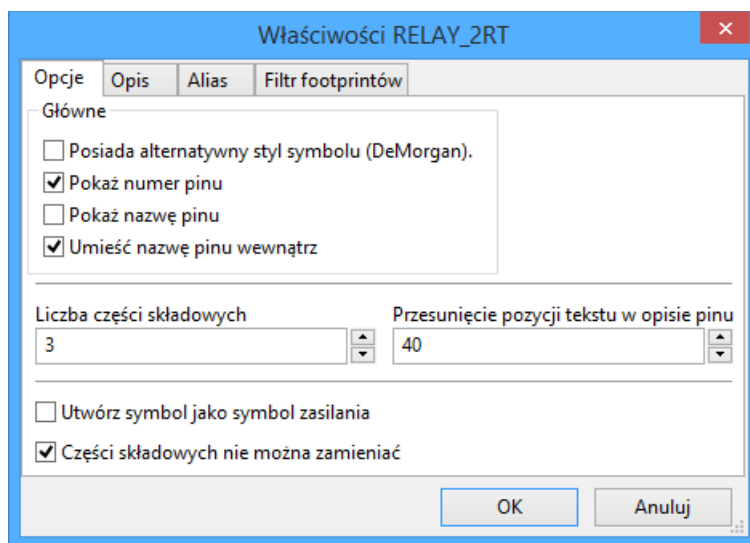 Właściwości RELAY_2RT
Opcje Opis Alias Filtr footprintów
Główne
Posiada alternatywny styl symbolu (DeMorgan).
Pokaż numer pinu
Pokaż nazwę pinu
Umieść nazwę pinu wewnątrz
Liczba części składowych Przesunięcie pozycji tekstu w opisie pinu
3 40
Utwórz symbol jako symbol zasilania
Części składowych nie można zamieniać
OK Anuluj